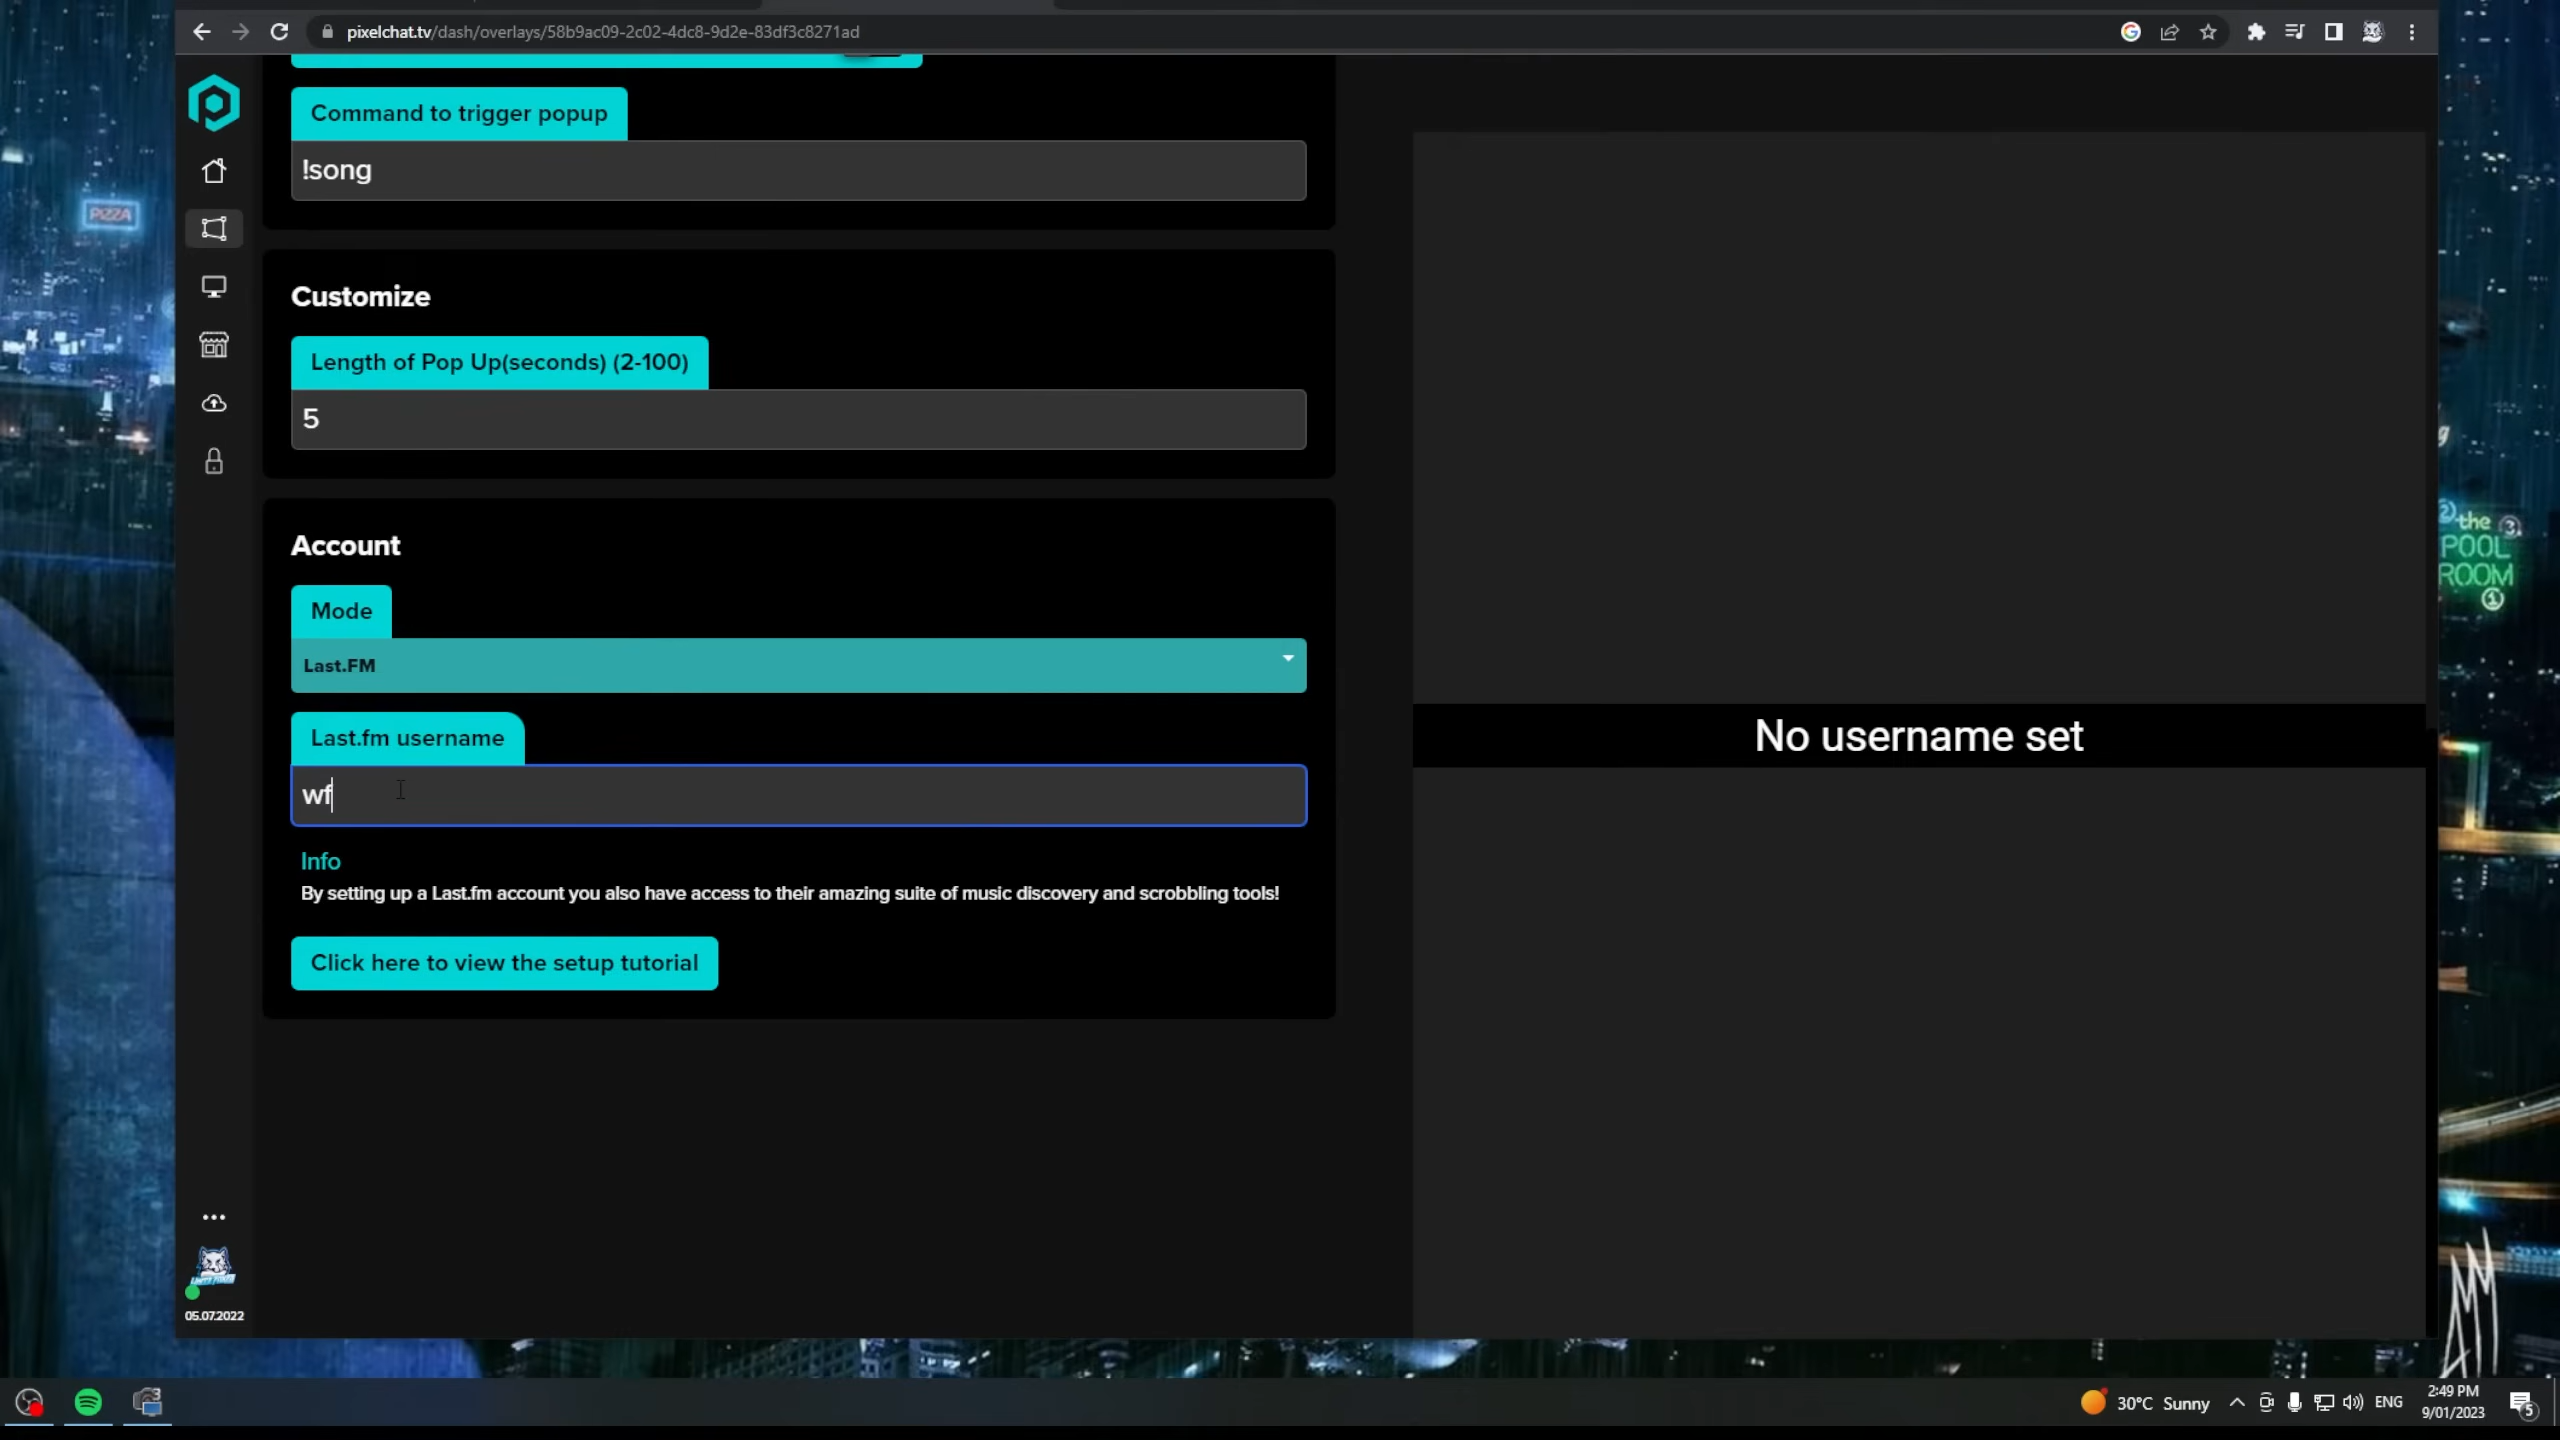 pixelchat.tv/dash/overlays/58b9ac09-2c02-4dc8-9d2e-83df3c8271ad
Command to trigger popup
!song
Customize
Length of Pop Up(seconds) (2-100)
5
Account
Mode
Last.FM
Last.fm username
wf
Info
By setting up a Last.fm account you also have access to their amazing suite of music discovery and scrobbling tools!
Click here to view the setup tutorial
No username set
05.07.2022
PIZZA
2 the 3
POOL
ROOM
1
30°C Sunny
ENG
2:49 PM
9/01/2023
5